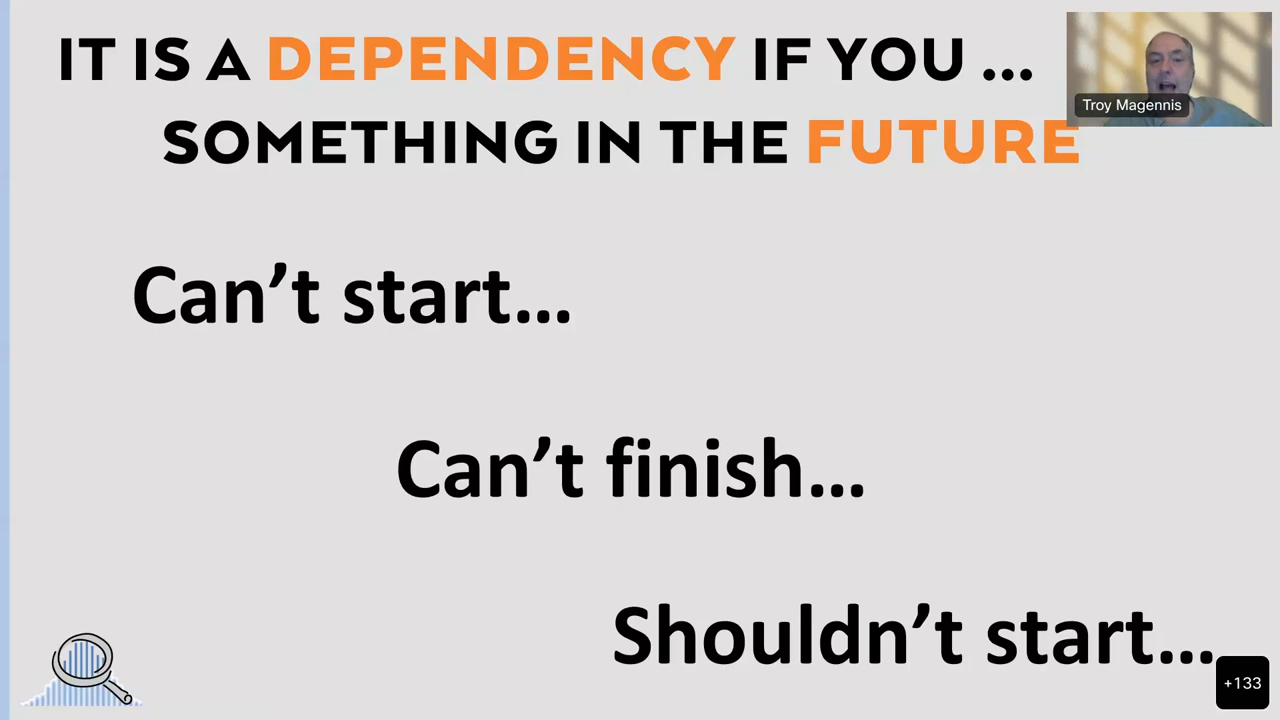 IT IS A DEPENDENCY IF YOU ...
SOMETHING IN THE FUTURE
Troy Magennis
Can’t start...
Can’t finish...
Shouldn’t start...
+133